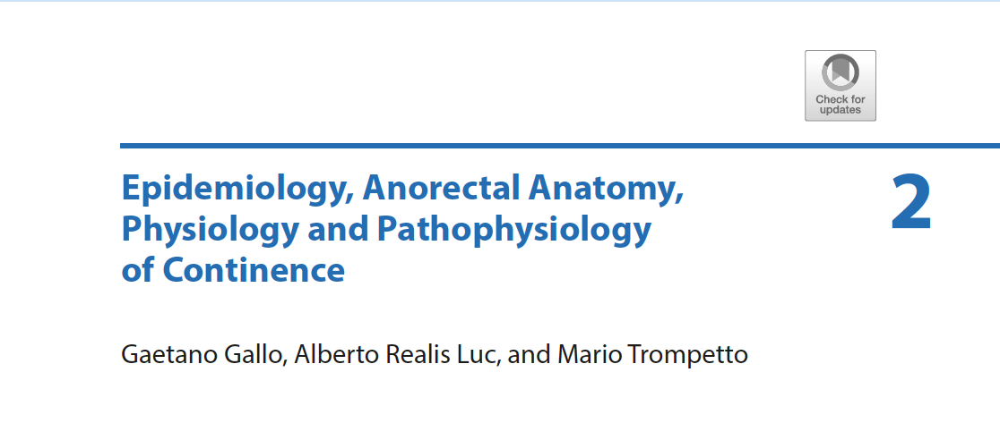 Check for
updates
Epidemiology, Anorectal Anatomy,
Physiology and Pathophysiology
of Continence
2
Gaetano Gallo, Alberto Realis Luc, and Mario Trompetto